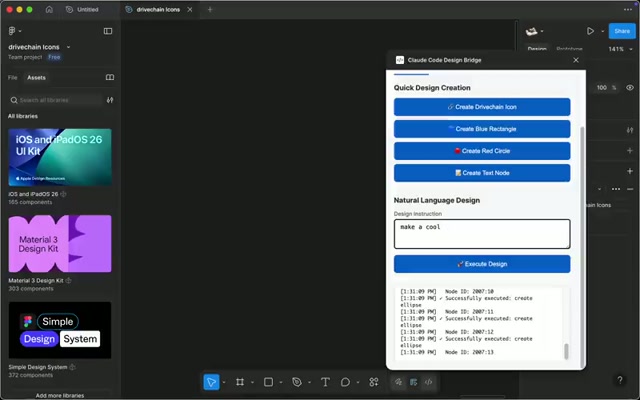 Untitled
drivechain Icons
drivechain Icons
Team project
Free
File
Assets
Search all libraries
All libraries
iOS and iPadOS 26
UI Kit
Apple Design Resources
iOS and iPadOS 26
165 components
Material 3
Design Kit
Material 3 Design Kit
303 components
Simple
Design
System
Simple Design System
372 components
Add more libraries
Share
Design
Prototype
141%
100 %
Claude Code Design Bridge
Quick Design Creation
Create Drivechain Icon
Create Blue Rectangle
Create Red Circle
Create Text Node
Natural Language Design
Design instruction
make a cool
Execute Design
[1:31:09 PM] Node ID: 2007:10
[1:31:09 PM] ✓ Successfully executed: create
ellipse
[1:31:09 PM] Node ID: 2007:11
[1:31:09 PM] ✓ Successfully executed: create
ellipse
[1:31:09 PM] Node ID: 2007:12
[1:31:09 PM] ✓ Successfully executed: create
ellipse
[1:31:09 PM] Node ID: 2007:13
Icons